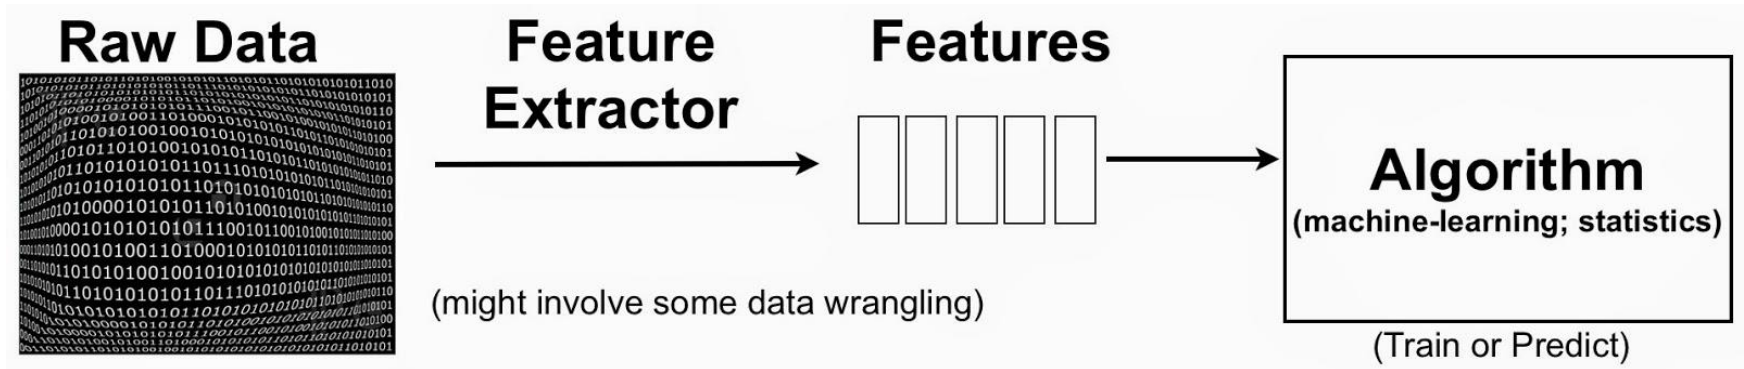 Raw Data
Feature
Extractor
Features
Algorithm
(machine-learning; statistics)
(might involve some data wrangling)
(Train or Predict)